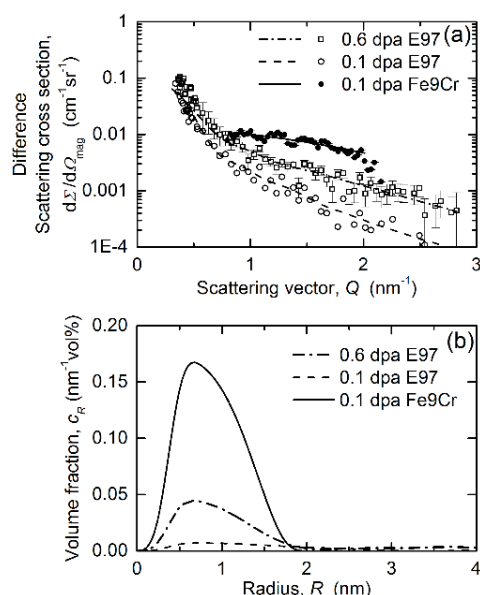 Difference
Scattering cross section,
dΣ/dΩmag (cm-1sr-1)
1
0.1
0.01
0.001
1E-4
0.6 dpa E97
(a)
0.1 dpa E97
0.1 dpa Fe9Cr
0
1
2
3
Scattering vector, Q (nm-1)
Volume fraction, cR (nm-1vol%)
0.20
0.15
0.10
0.05
0.00
(b)
0.6 dpa E97
0.1 dpa E97
0.1 dpa Fe9Cr
0
1
2
3
4
Radius, R (nm)